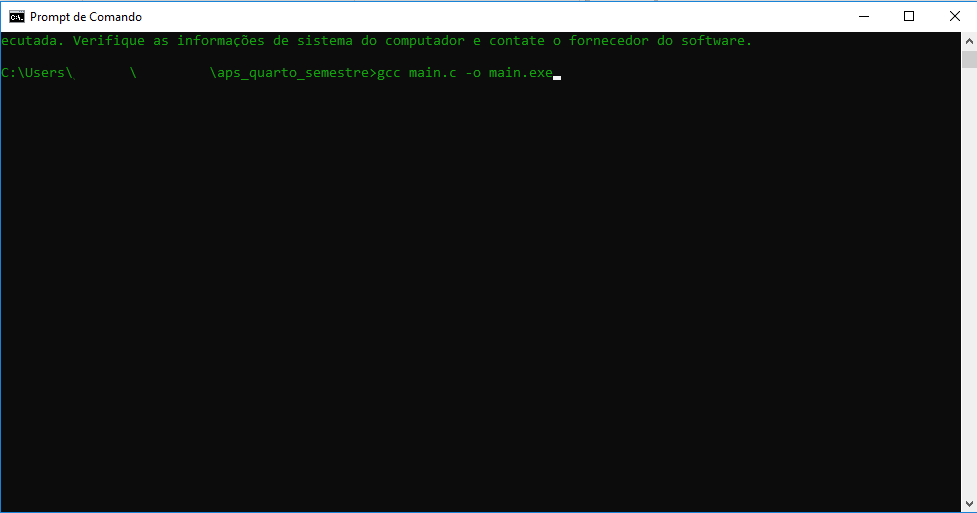 Prompt de Comando
ecutada. Verifique as informações de sistema do computador e contate o fornecedor do software.
C:\Users\ \ \aps_quarto_semestre>gcc main.c -o main.exe